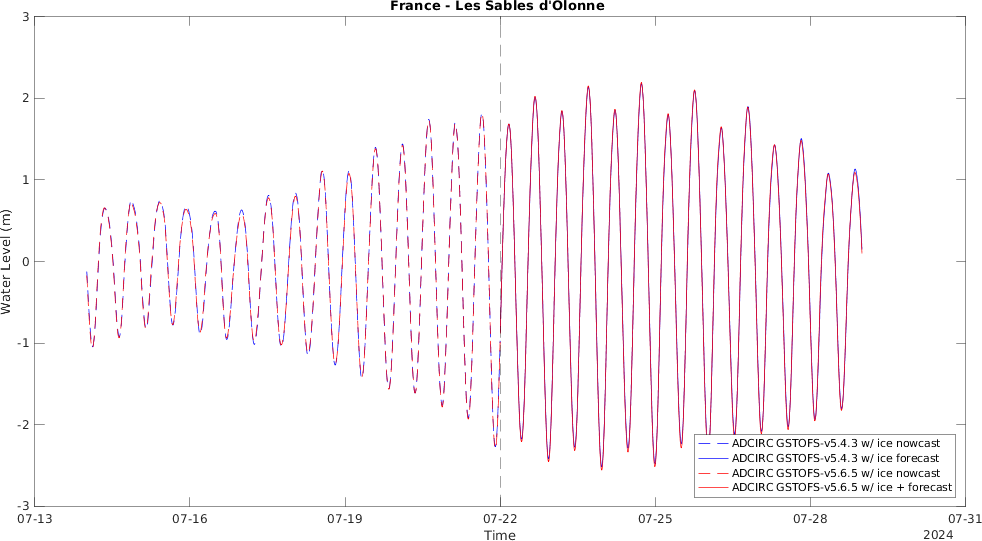 France - Les Sables d'Olonne
3
2
1
0
-1
-2
-3
Water Level (m)
ADCIRC GSTOFS-v5.4.3 w/ ice nowcast
ADCIRC GSTOFS-v5.4.3 w/ ice forecast
ADCIRC GSTOFS-v5.6.5 w/ ice nowcast
ADCIRC GSTOFS-v5.6.5 w/ ice + forecast
07-13 07-16 07-19 07-22 07-25 07-28 07-31
Time 2024